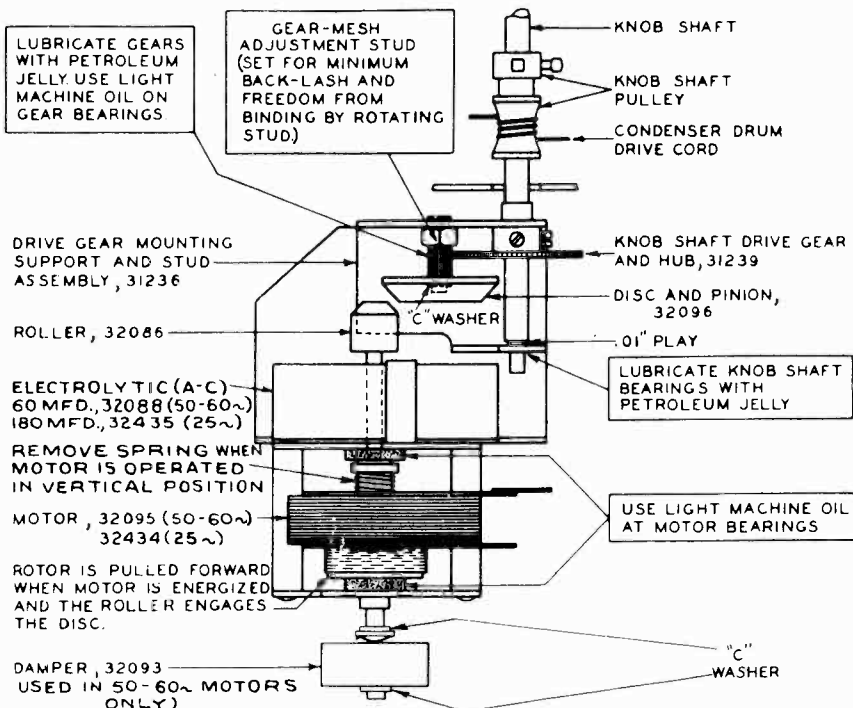 LUBRICATE GEARS
WITH PETROLEUM
JELLY. USE LIGHT
MACHINE OIL ON
GEAR BEARINGS
GEAR-MESH
ADJUSTMENT STUD
(SET FOR MINIMUM
BACK-LASH AND
FREEDOM FROM
BINDING BY ROTATING
STUD.)
KNOB SHAFT
KNOB SHAFT
PULLEY
CONDENSER DRUM
DRIVE CORD
DRIVE GEAR MOUNTING
SUPPORT AND STUD
ASSEMBLY, 31236
KNOB SHAFT DRIVE GEAR
AND HUB, 31239
"C" WASHER
DISC AND PINION,
32096
ROLLER, 32086
.01" PLAY
LUBRICATE KNOB SHAFT
BEARINGS WITH
PETROLEUM JELLY
ELECTROLYTIC (A-C)
60 MFD., 32088 (50-60~)
180 MFD., 32435 (25~)
REMOVE SPRING WHEN
MOTOR IS OPERATED
IN VERTICAL POSITION
MOTOR, 32095 (50-60~)
32434 (25~)
USE LIGHT MACHINE OIL
AT MOTOR BEARINGS
ROTOR IS PULLED FORWARD
WHEN MOTOR IS ENERGIZED
AND THE ROLLER ENGAGES
THE DISC.
DAMPER, 32093
USED IN 50-60~ MOTORS
ONLY)
"C"
WASHER